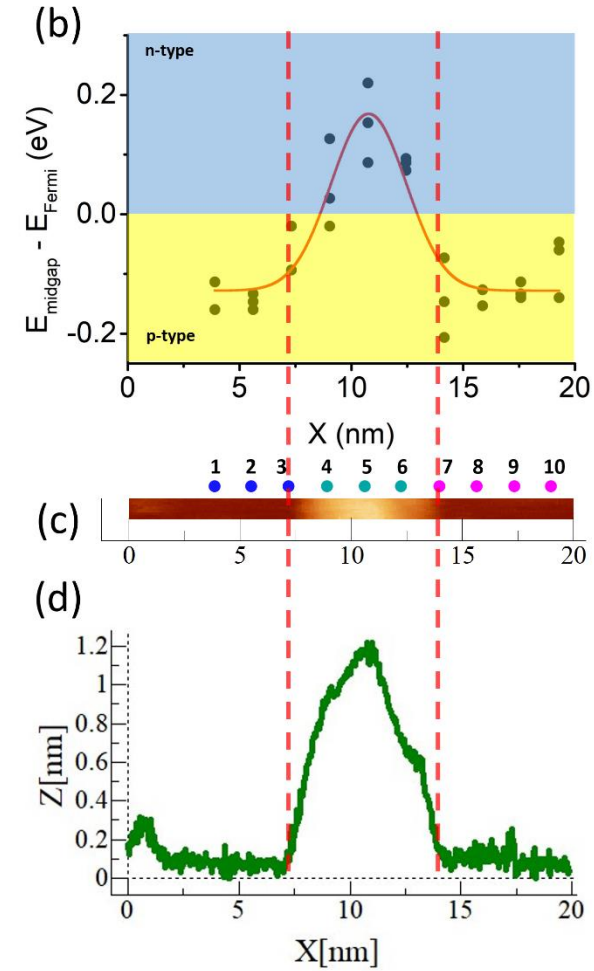 (b)
n-type
0.2
0.0
-0.2
E_midgap - E_Fermi (eV)
p-type
0 5 10 15 20
X (nm)
1 2 3 4 5 6 7 8 9 10
(c)
0 5 10 15 20
(d)
1.2
1
0.8
0.6
0.4
0.2
0
Z[nm]
0 5 10 15 20
X[nm]